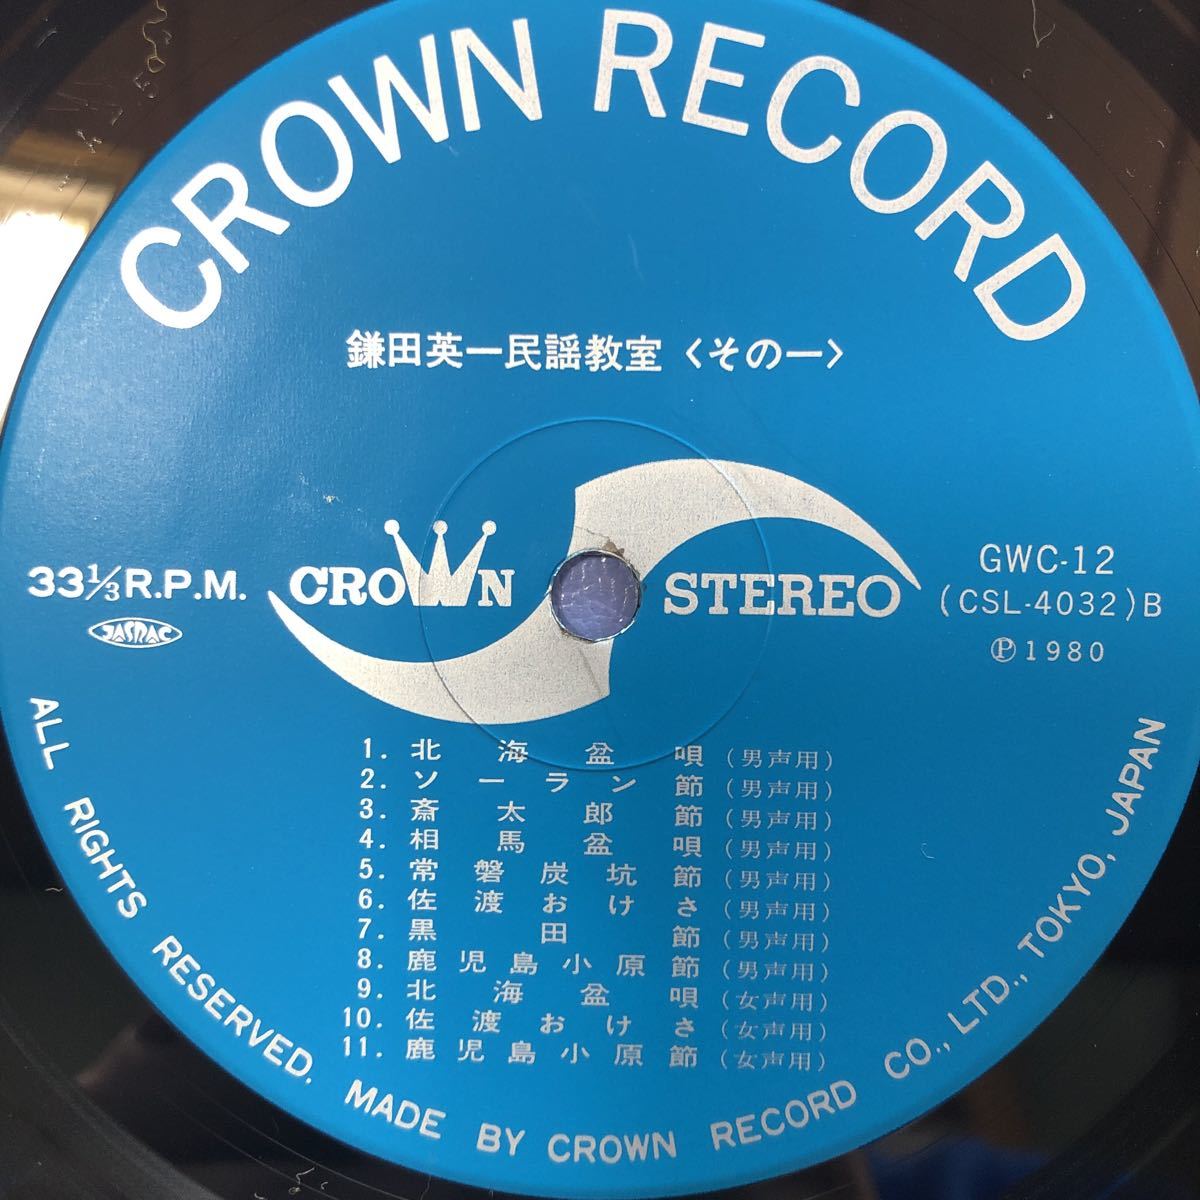 CROWN RECORD
鎌田英一民謡教室〈その一〉
33⅓R.P.M.
JASRAC
CROWN STEREO
GWC-12
(CSL-4032)B
Ⓟ1980
1. 北海盆唄(男声用)
2. ソーラン節(男声用)
3. 斎太郎節(男声用)
4. 相馬盆唄(男声用)
5. 常磐炭坑節(男声用)
6. 佐渡おけさ(男声用)
7. 黒田節(男声用)
8. 鹿児島小原節(男声用)
9. 北海盆唄(女声用)
10. 佐渡おけさ(女声用)
11. 鹿児島小原節(女声用)
ALL RIGHTS RESERVED. MADE BY CROWN RECORD CO., LTD., TOKYO, JAPAN